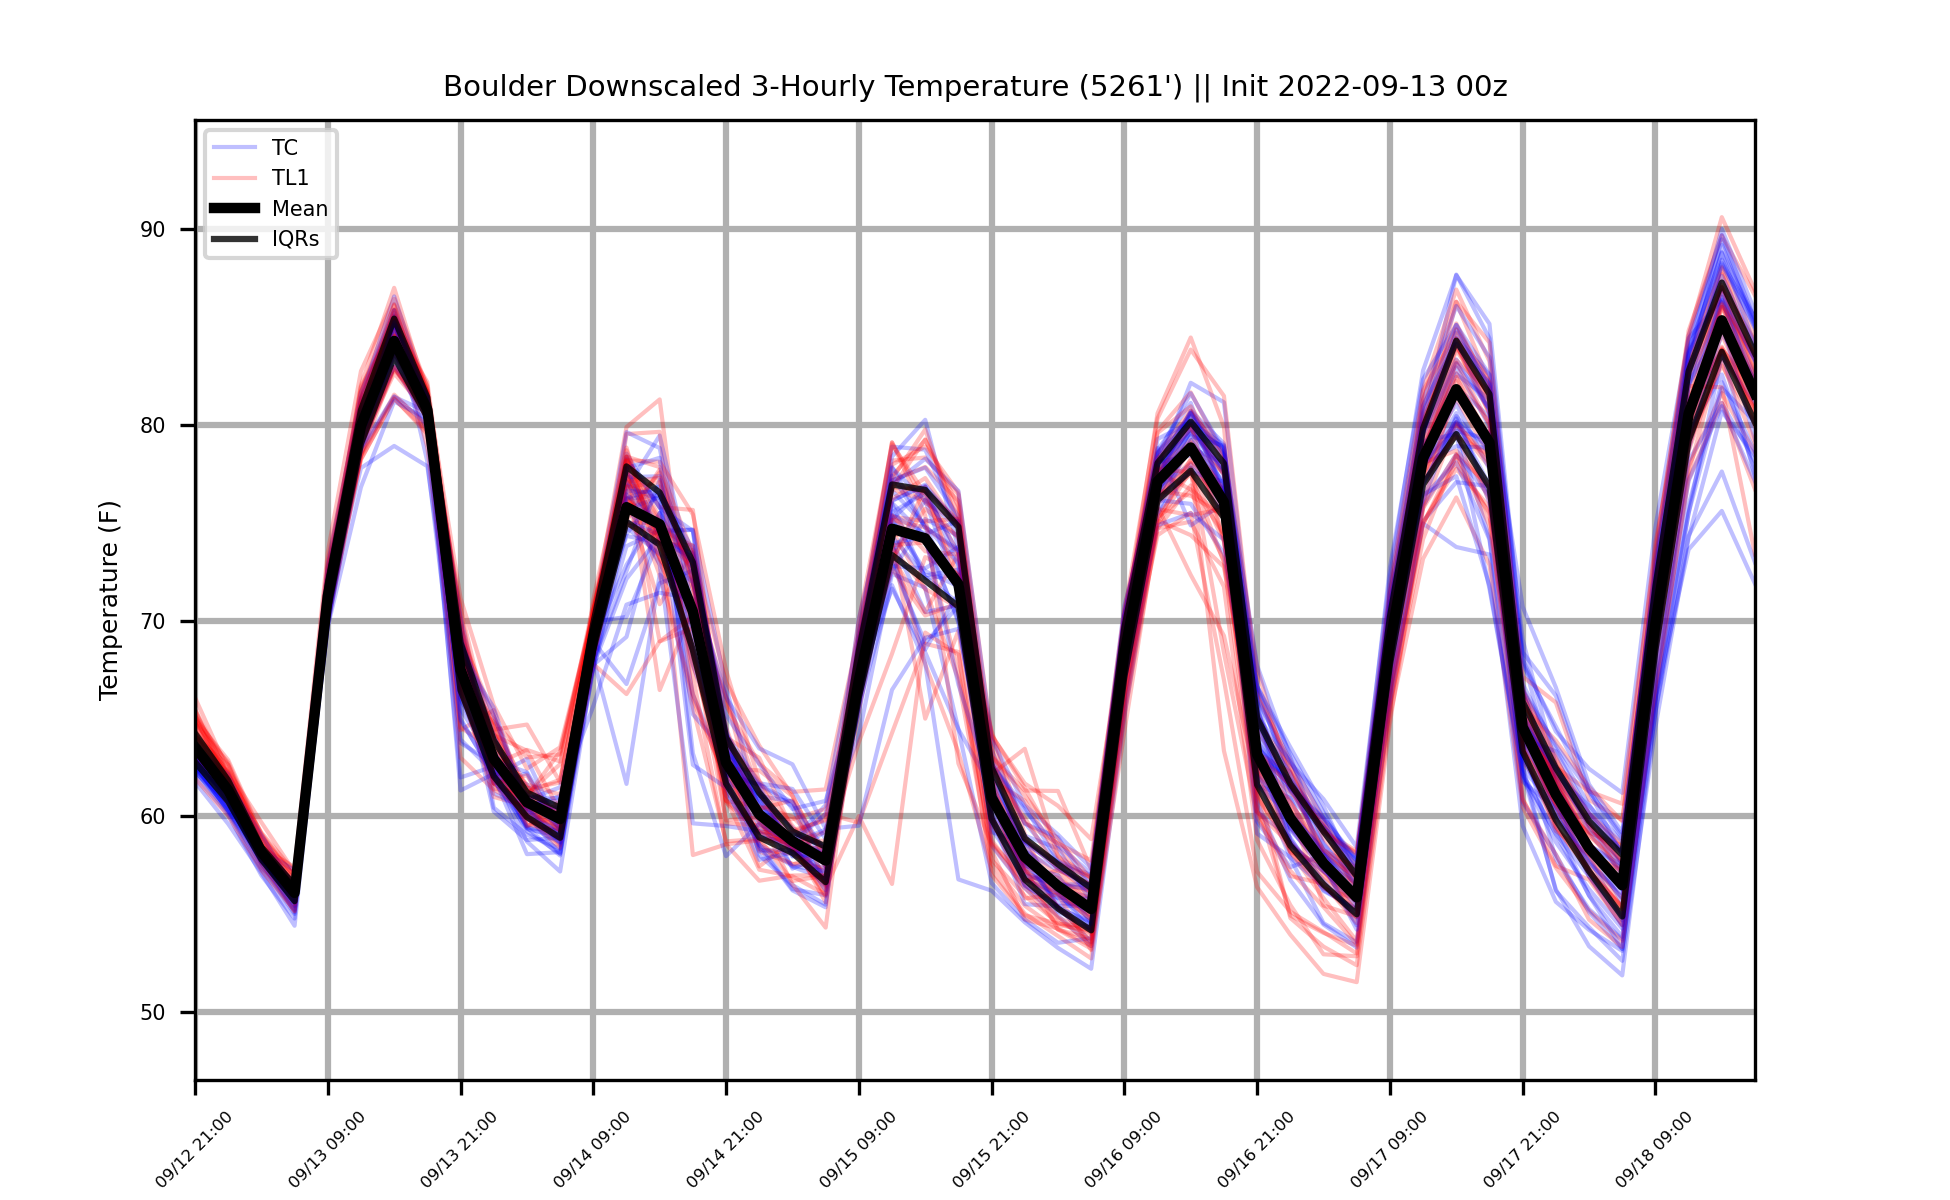 Boulder Downscaled 3-Hourly Temperature (5261') || Init 2022-09-13 00z
TC
TL1
Mean
IQRs
90
80
70
60
50
Temperature (F)
09/12 21:00
09/13 09:00
09/13 21:00
09/14 09:00
09/14 21:00
09/15 09:00
09/15 21:00
09/16 09:00
09/16 21:00
09/17 09:00
09/17 21:00
09/18 09:00